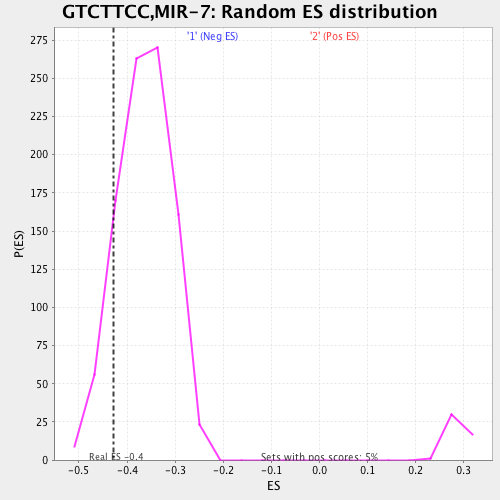 GTCTTCC,MIR-7: Random ES distribution
'1' (Neg ES) '2' (Pos ES)
275
250
225
200
175
150
125
100
75
50
25
0
P(ES)
Real ES -0.4 Sets with pos scores: 5%
-0.5 -0.4 -0.3 -0.2 -0.1 0.0 0.1 0.2 0.3
ES